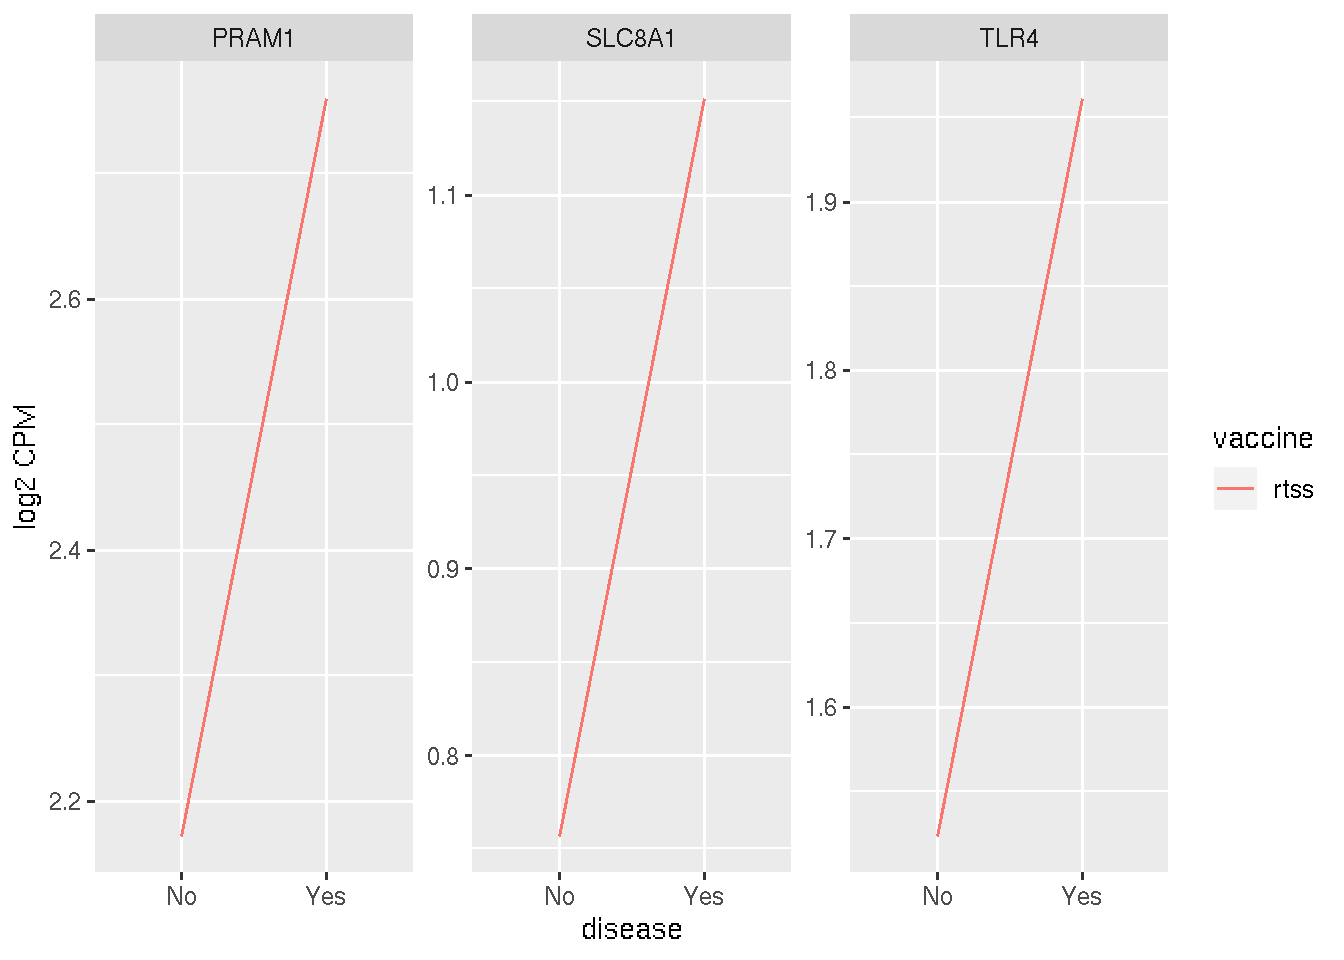 PRAM1
SLC8A1
TLR4
log2 CPM
2.6
2.4
2.2
1.1
1.0
0.9
0.8
1.9
1.8
1.7
1.6
No
Yes
No
Yes
No
Yes
disease
vaccine
rtss